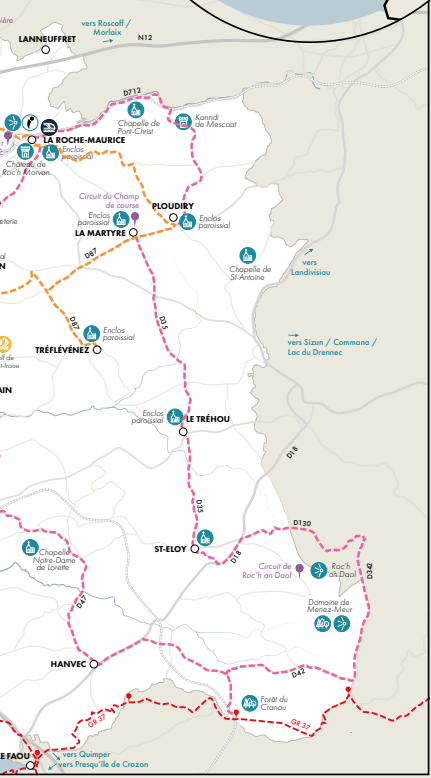 vers Roscoff /
Morlaix
N12
LANNEUFFRET
D712
Chapelle de
Pont-Christ
Kanndi
de Mescoat
LA ROCHE-MAURICE
Enclos
paroissial
Château de
Roc'h Morvan
Circuit du Champ
de course
PLOUDIRY
Enclos
paroissial
Enclos
paroissial
LA MARTYRE
D87
vers
Landivisiau
Chapelle de
St-Antoine
D35
D87
Enclos
paroissial
TRÉFLÉVÉNEZ
vers Sizun / Commana /
Lac du Drennec
Enclos
paroissial
LE TRÉHOU
D18
D35
D130
ST-ELOY
D18
Chapelle
Notre-Dame
de Lorette
Circuit de
Roc'h an Daol
Roc'h
an Daol
D342
Domaine de
Menez-Meur
D47
HANVEC
D42
Forêt du
Cranou
GR 37
GR 37
E FAOU
vers Quimper
vers Presqu'île de Crozon